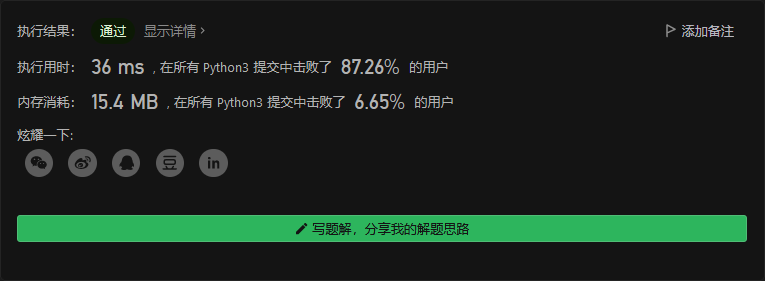 执行结果： 通过 显示详情 › 添加备注
执行用时： 36 ms , 在所有 Python3 提交中击败了 87.26% 的用户
内存消耗： 15.4 MB , 在所有 Python3 提交中击败了 6.65% 的用户
炫耀一下:
豆 in
写题解，分享我的解题思路